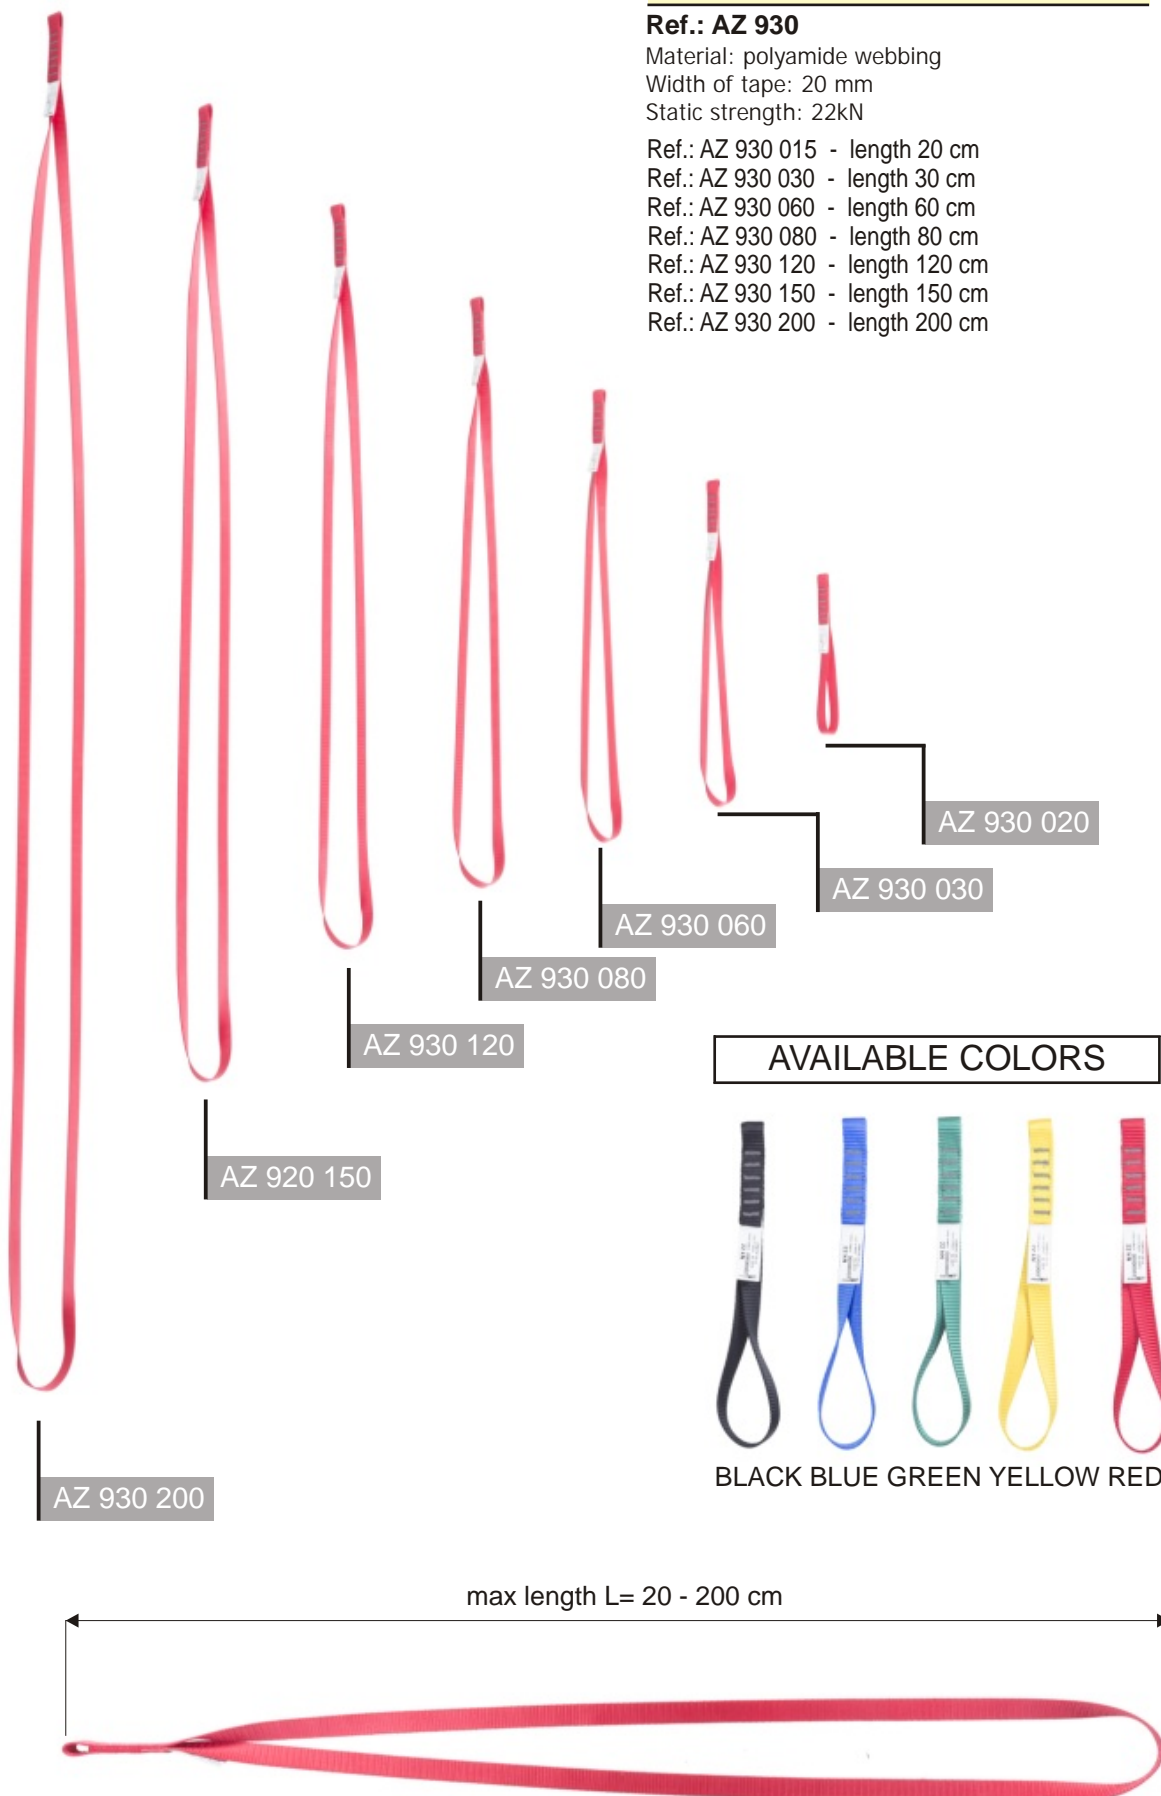 Ref.: AZ 930
Material: polyamide webbing
Width of tape: 20 mm
Static strength: 22kN
Ref.: AZ 930 015 - length 20 cm
Ref.: AZ 930 030 - length 30 cm
Ref.: AZ 930 060 - length 60 cm
Ref.: AZ 930 080 - length 80 cm
Ref.: AZ 930 120 - length 120 cm
Ref.: AZ 930 150 - length 150 cm
Ref.: AZ 930 200 - length 200 cm
AZ 930 020
AZ 930 030
AZ 930 060
AZ 930 080
AZ 930 120
AZ 920 150
AZ 930 200
AVAILABLE COLORS
BLACK BLUE GREEN YELLOW RED
max length L= 20 - 200 cm